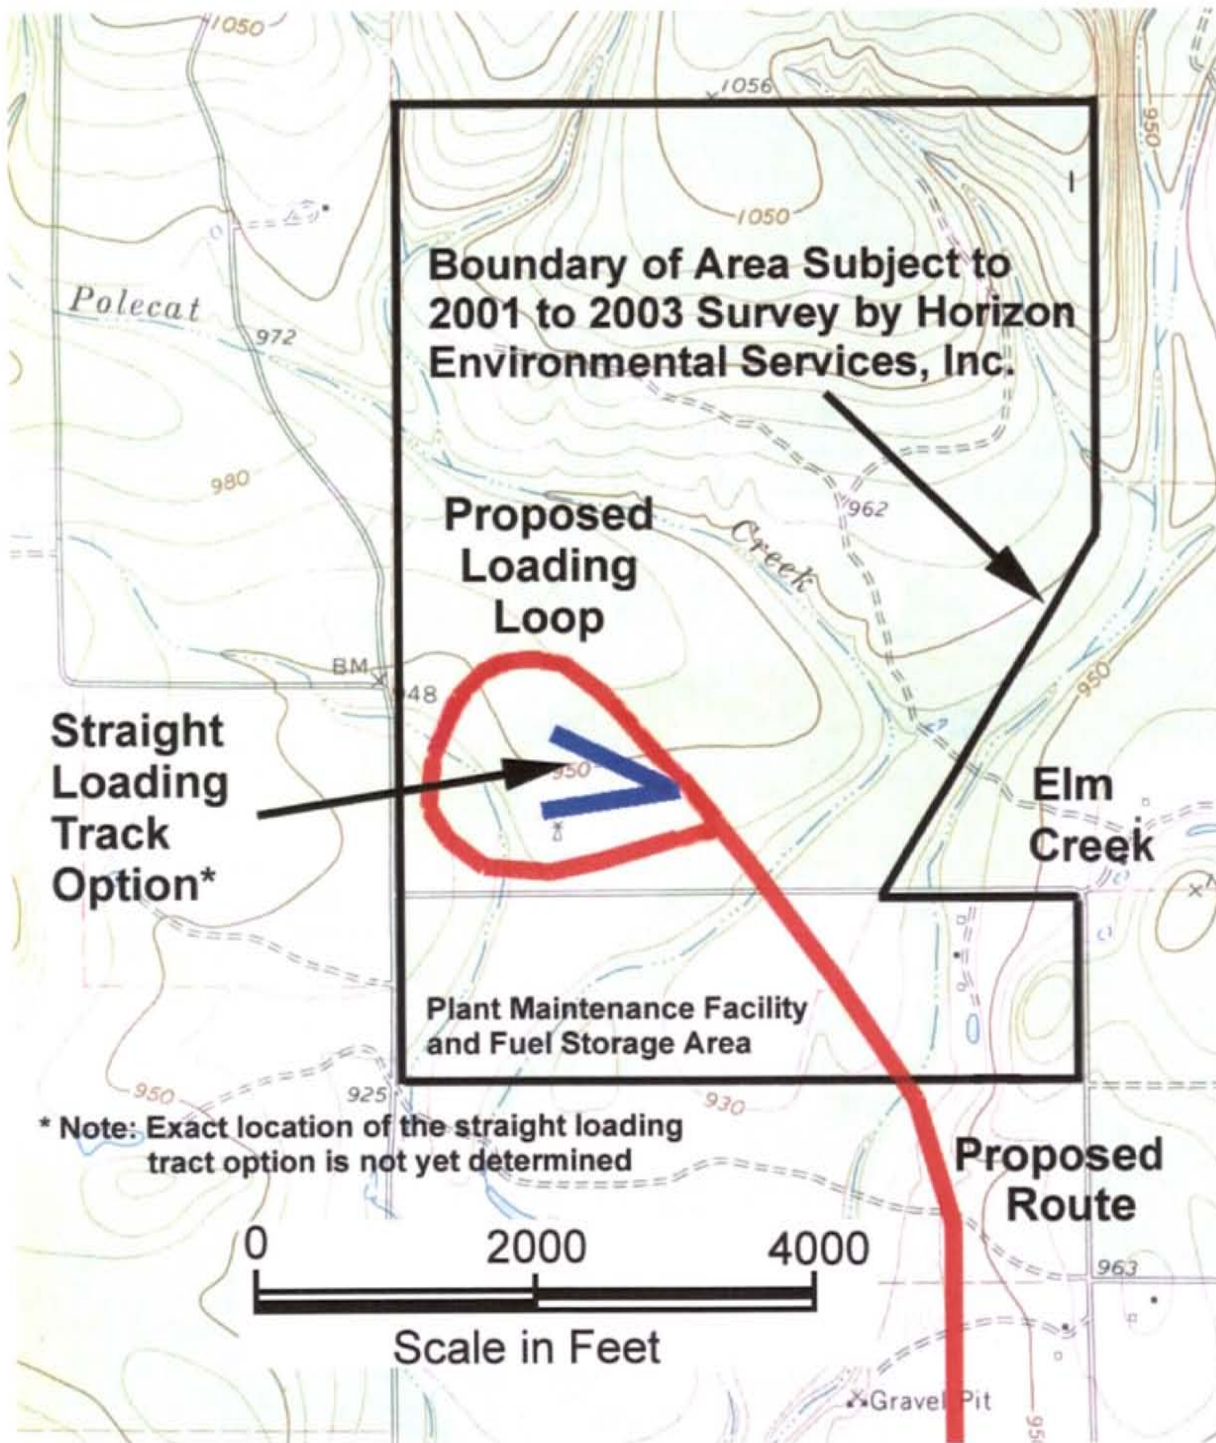 1050
1056
950
1
1050
Boundary of Area Subject to
2001 to 2003 Survey by Horizon
Environmental Services, Inc.
Polecat
972
980
962
Proposed
Loading
Loop
Creek
BM
948
950
Straight
Loading
Track
Option*
950
Elm
Creek
Plant Maintenance Facility
and Fuel Storage Area
950
925
930
* Note: Exact location of the straight loading
tract option is not yet determined
Proposed
Route
0 2000 4000
963
Scale in Feet
Gravel Pit